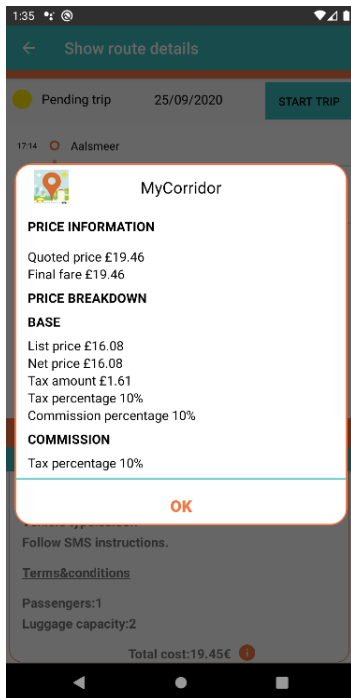 1:35
Show route details
Pending trip 25/09/2020 START TRIP
17:14 Aalsmeer
MyCorridor
PRICE INFORMATION
Quoted price £19.46
Final fare £19.46
PRICE BREAKDOWN
BASE
List price £16.08
Net price £16.08
Tax amount £1.61
Tax percentage 10%
Commission percentage 10%
COMMISSION
Tax percentage 10%
OK
Follow SMS instructions.
Terms&conditions
Passengers:1
Luggage capacity:2
Total cost:19.45€